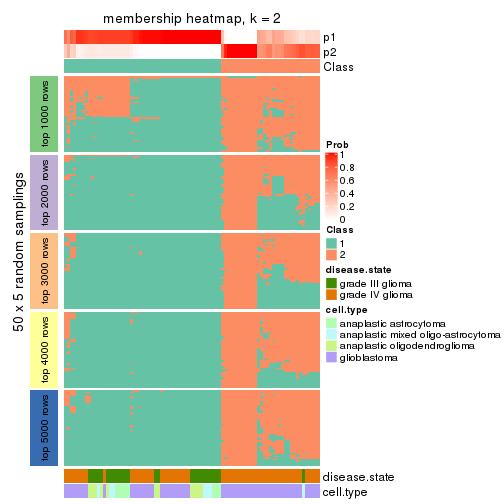 membership heatmap, k = 2
p1
p2
Class
50 x 5 random samplings
top 1000 rows
top 2000 rows
top 3000 rows
top 4000 rows
top 5000 rows
Prob
1
0.8
0.6
0.4
0.2
0
Class
1
2
disease.state
grade III glioma
grade IV glioma
cell.type
anaplastic astrocytoma
anaplastic mixed oligo-astrocytoma
anaplastic oligodendroglioma
glioblastoma
disease.state
cell.type